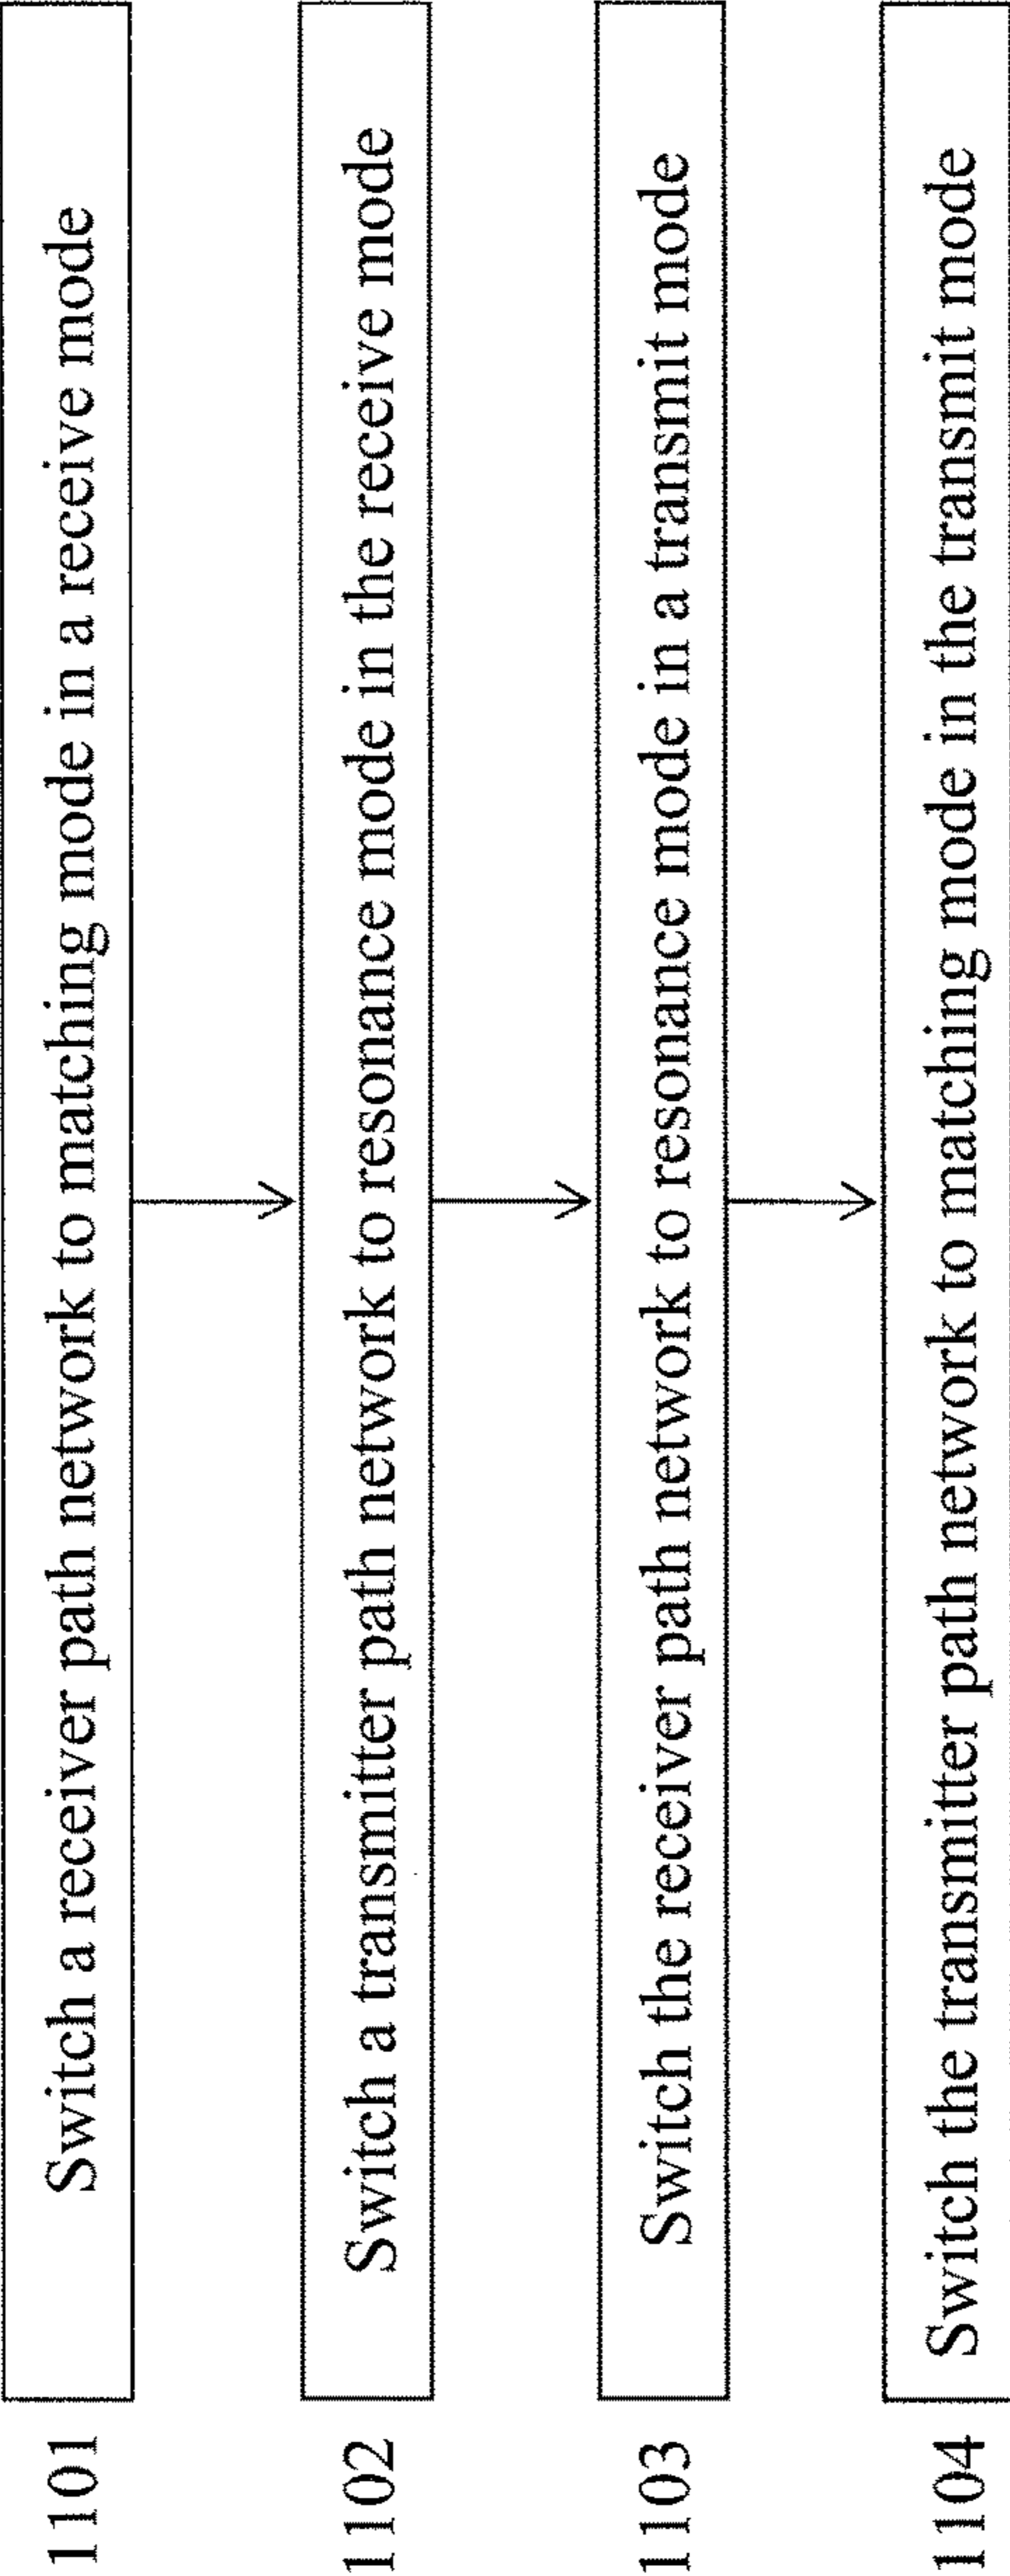 1101 Switch a receiver path network to matching mode in a receive mode
1102 Switch a transmitter path network to resonance mode in the receive mode
1103 Switch the receiver path network to resonance mode in a transmit mode
1104 Switch the transmitter path network to matching mode in the transmit mode